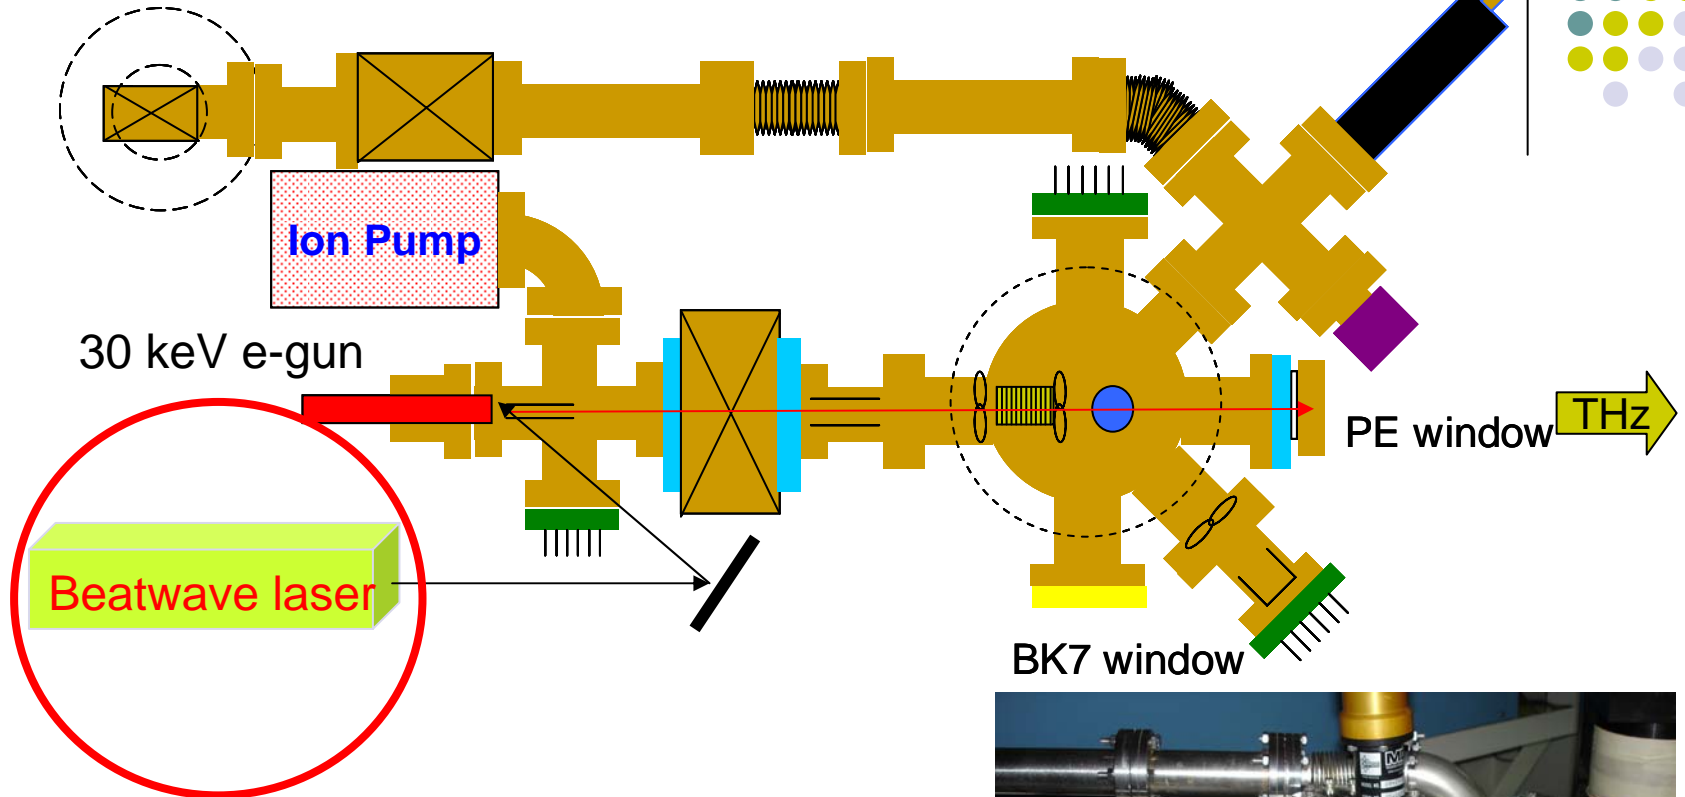 Ion Pump
30 keV e-gun
PE window
THz
Beatwave laser
BK7 window